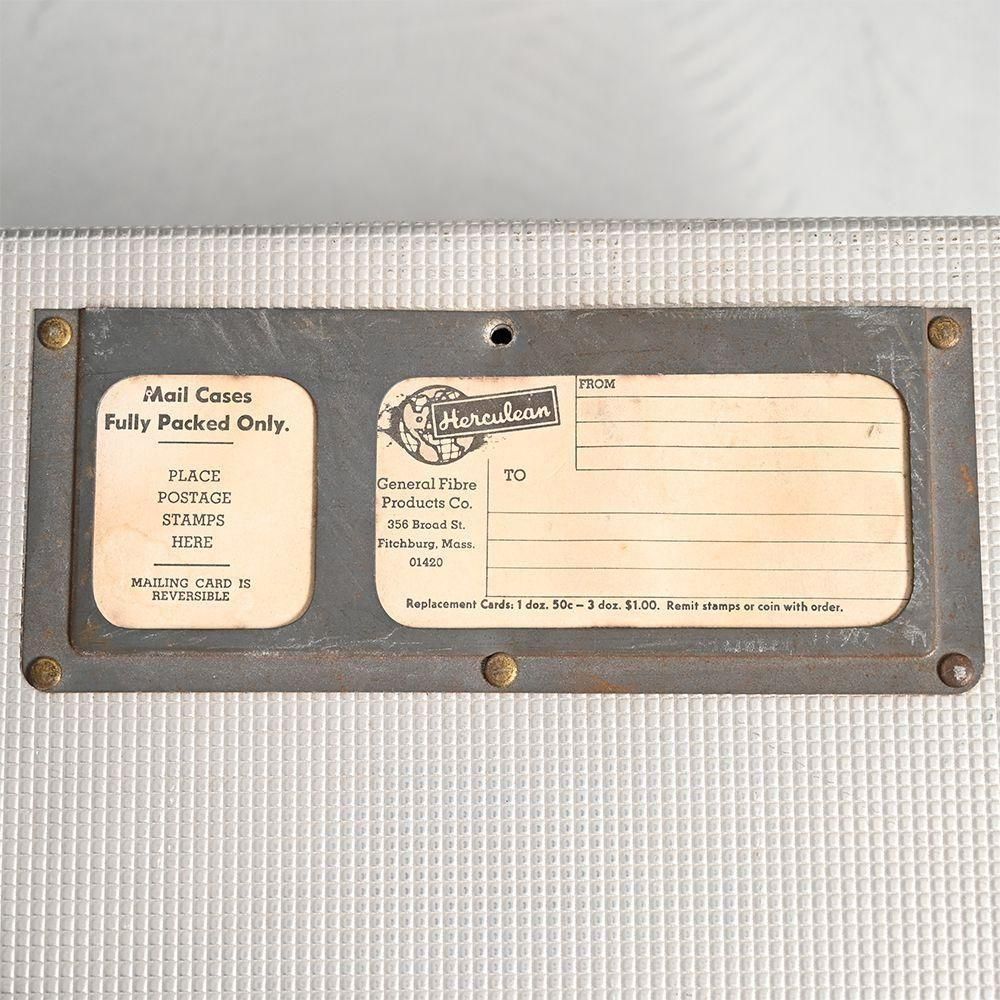 Mail Cases
Fully Packed Only.
PLACE
POSTAGE
STAMPS
HERE
MAILING CARD IS
REVERSIBLE
Herculean
General Fibre
Products Co.
356 Broad St.
Fitchburg, Mass.
01420
FROM
TO
Replacement Cards: 1 doz. 50c — 3 doz. $1.00. Remit stamps or coin with order.